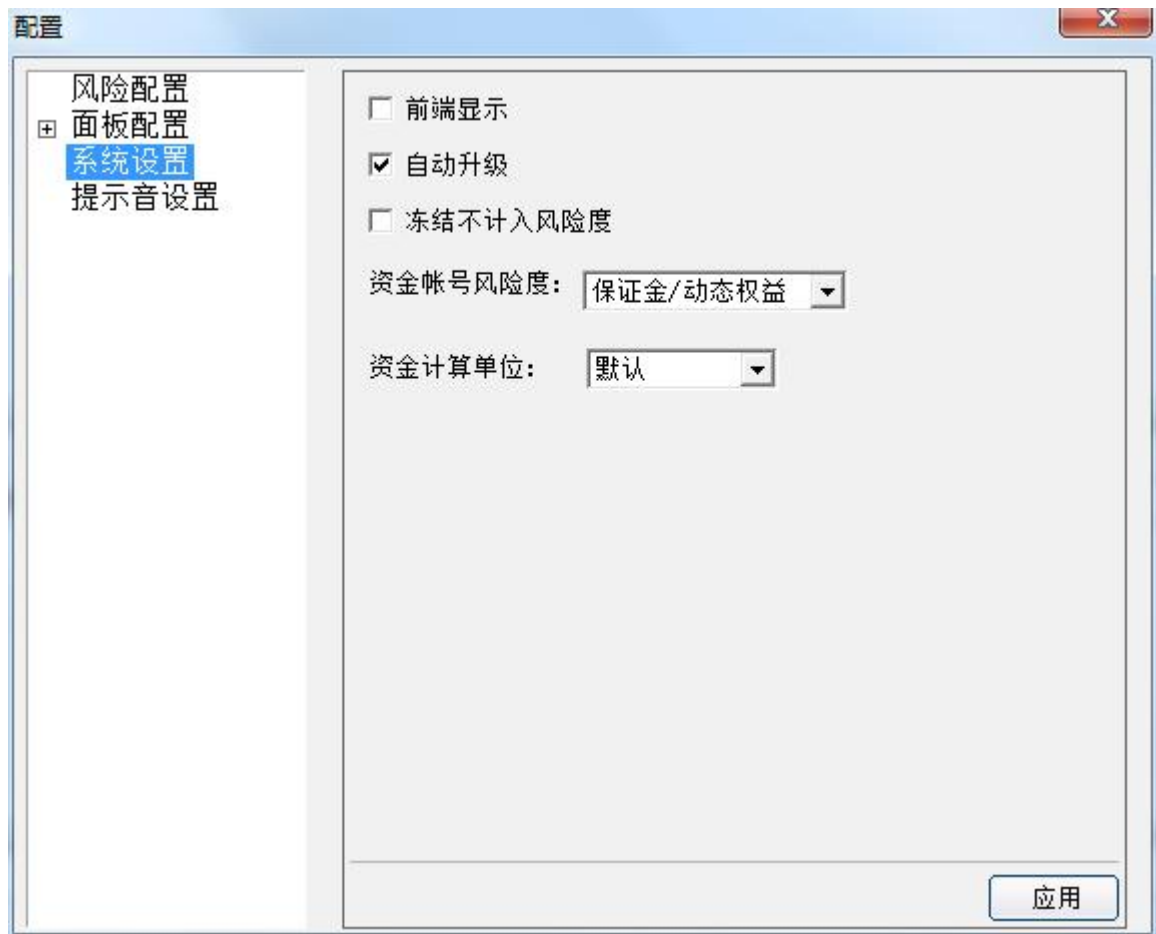 配置
风险配置
面板配置
系统设置
提示音设置
前端显示
自动升级
冻结不计入风险度
资金帐号风险度：
保证金/动态权益
资金计算单位：
默认
应用